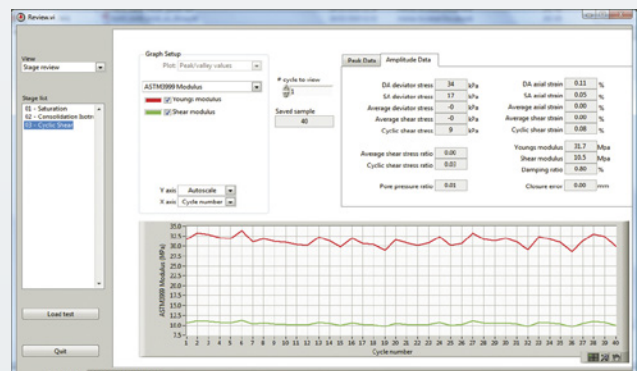 Review.vi
View
Stage review
Stage list
01 - Saturation
02 - Consolidation Isotro
03 - Cyclic Shear
Load test
Quit
Graph Setup
Plot Peak/valley values
ASTM3999 Modulus
Youngs modulus
Shear modulus
Y axis Autoscale
X axis Cycle number
# cycle to view
3
Saved sample
40
Peak Data Amplitude Data
DA deviator stress 34 kPa
SA deviator stress 17 kPa
Average deviator stress -0 kPa
Average shear stress -0 kPa
Cyclic shear stress 9 kPa
Average shear stress ratio 0.00
Cyclic shear stress ratio 0.03
Pore pressure ratio 0.01
DA axial strain 0.11 %
SA axial strain 0.05 %
Average axial strain 0.00 %
Average shear strain 0.00 %
Cyclic shear strain 0.08 %
Youngs modulus 31.7 Mpa
Shear modulus 10.5 Mpa
Damping ratio 0.80 %
Closure error 0.00 mm
ASTM3999 Modulus (MPa)
35.0
32.5
30.0
27.5
25.0
22.5
20.0
17.5
15.0
12.5
10.0
7.5
1 2 3 4 5 6 7 8 9 10 11 12 13 14 15 16 17 18 19 20 21 22 23 24 25 26 27 28 29 30 31 32 33 34 35 36 37 38 39 40
Cycle number